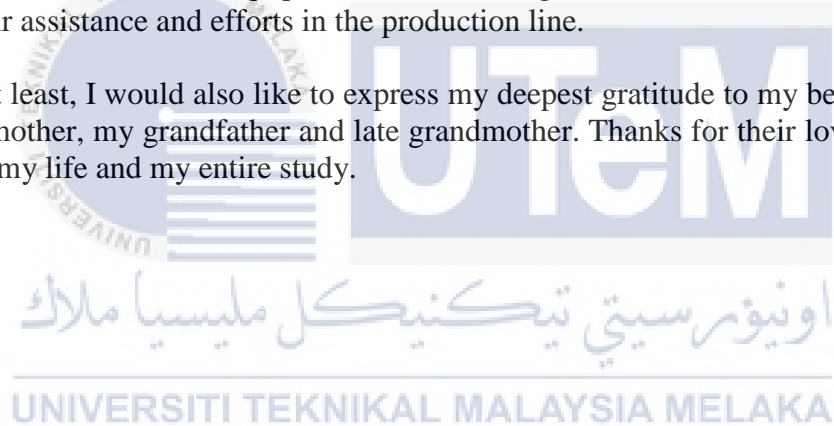 r assistance and efforts in the production line.
t least, I would also like to express my deepest gratitude to my be
nother, my grandfather and late grandmother. Thanks for their lov
my life and my entire study.
UTeM
اونيۏرسيتي تيكنيكل مليسيا ملاك
UNIVERSITI TEKNIKAL MALAYSIA MELAKA